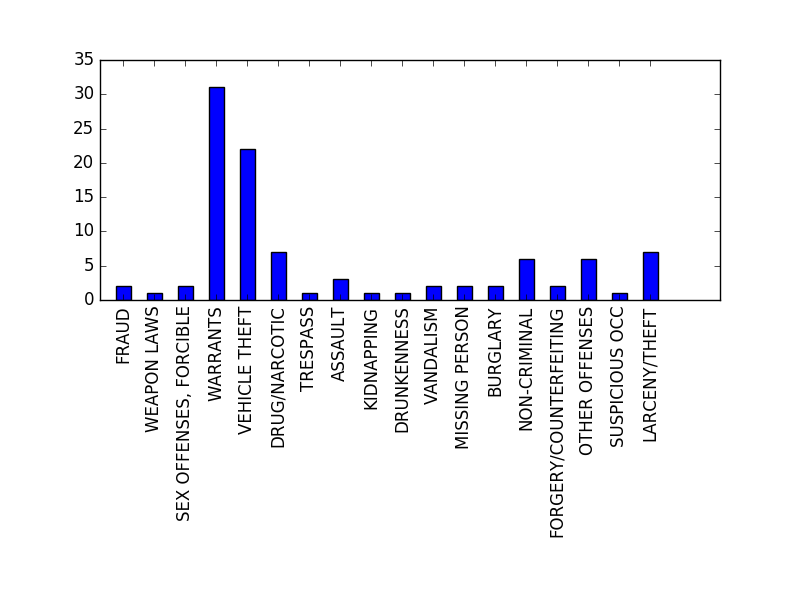 35
30
25
20
15
10
5
0
FRAUD
WEAPON LAWS
SEX OFFENSES, FORCIBLE
WARRANTS
VEHICLE THEFT
DRUG/NARCOTIC
TRESPASS
ASSAULT
KIDNAPPING
DRUNKENNESS
VANDALISM
MISSING PERSON
BURGLARY
NON-CRIMINAL
FORGERY/COUNTERFEITING
OTHER OFFENSES
SUSPICIOUS OCC
LARCENY/THEFT